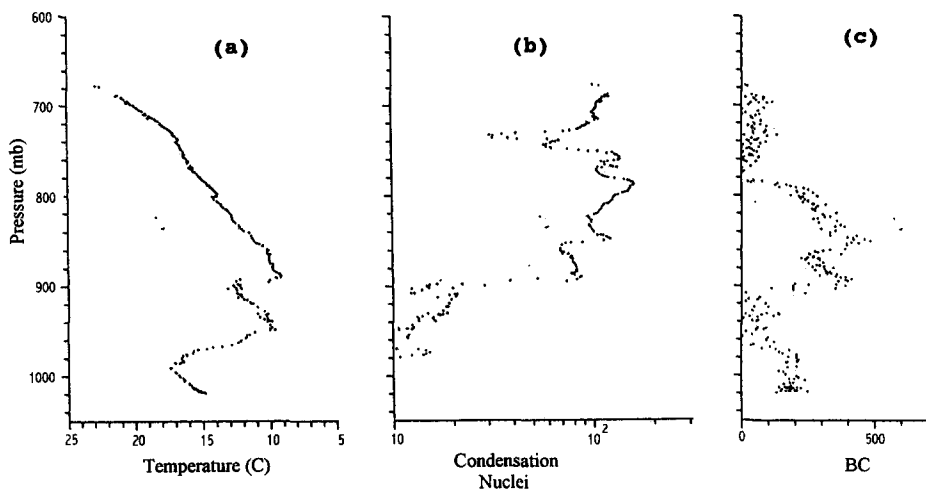 (a)
(b)
(c)
600
700
800
900
1000
Pressure (mb)
25 20 15 10 5
Temperature (C)
10 10²
Condensation
Nuclei
0 500
BC